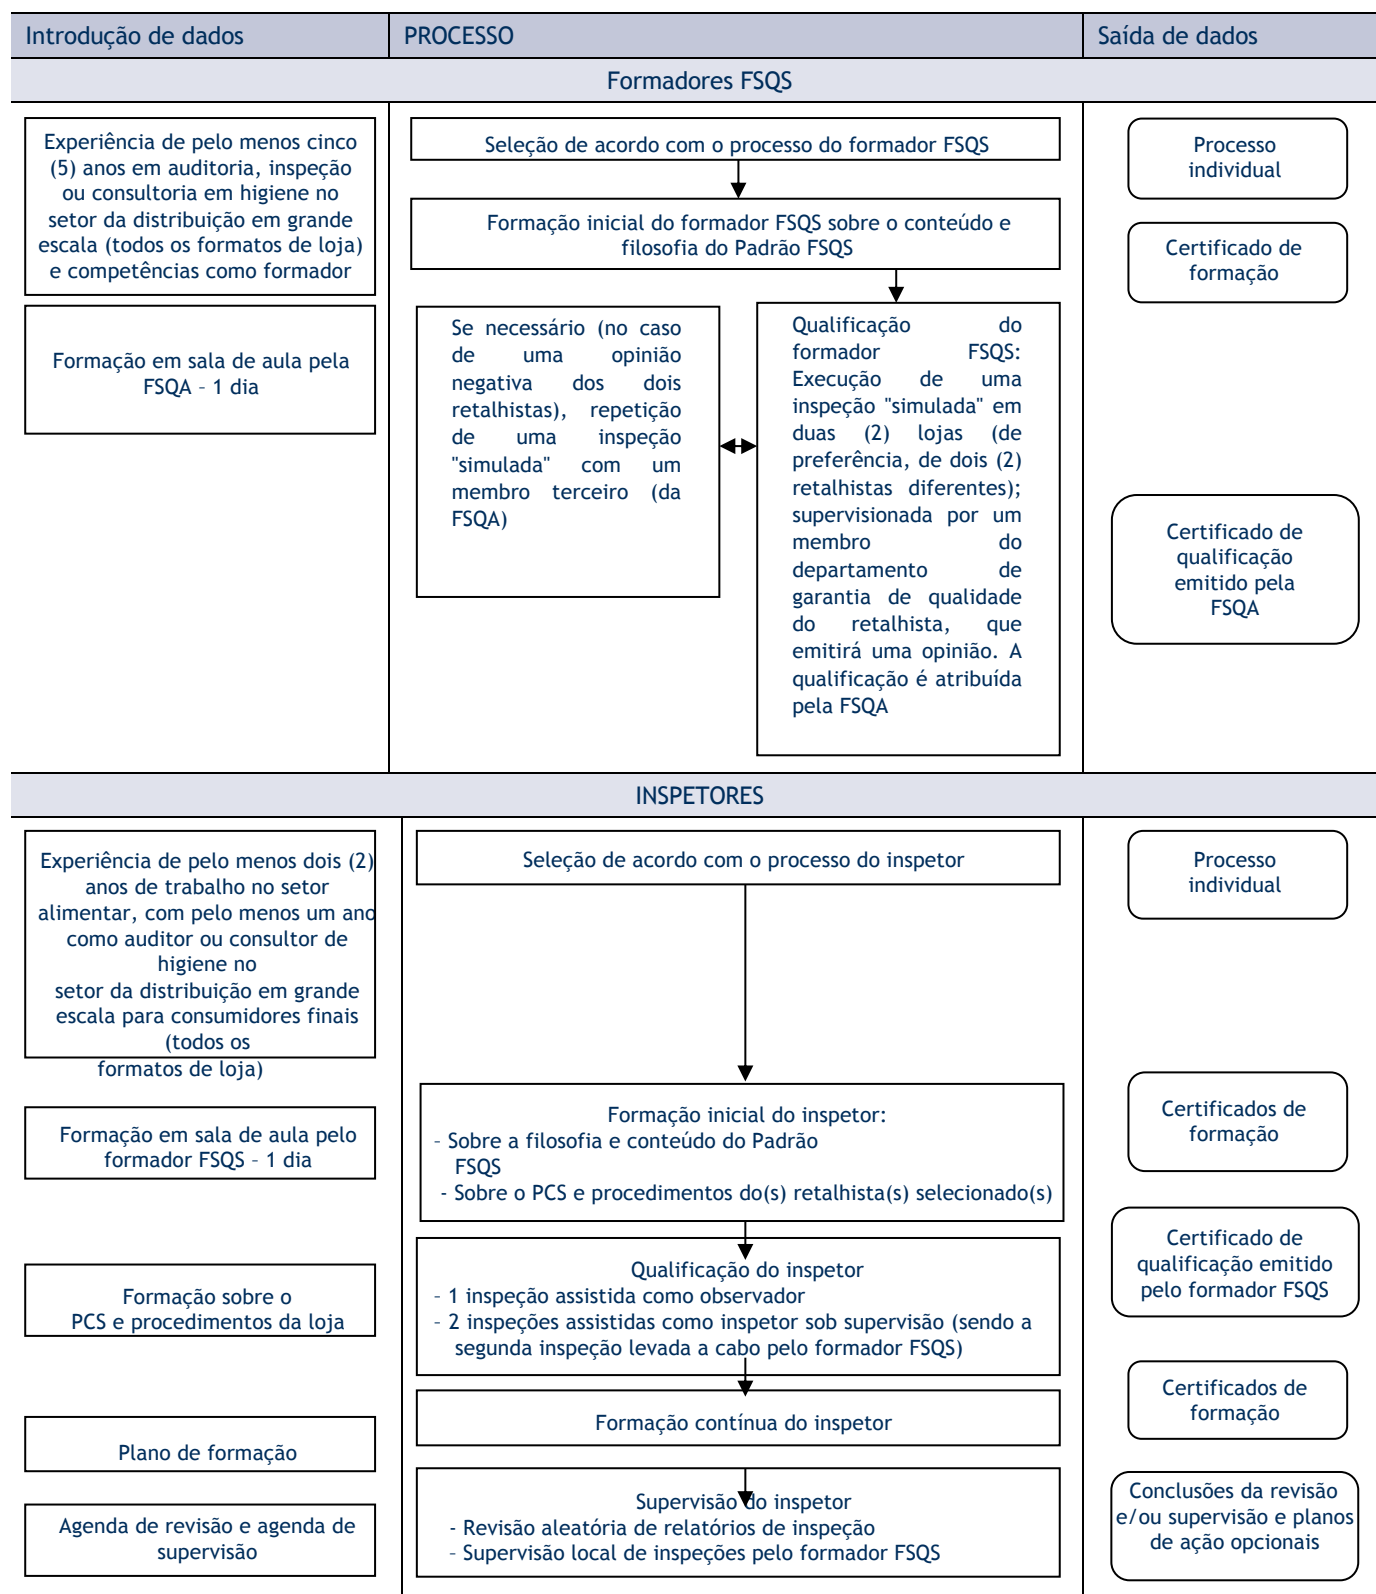 Introdução de dados
PROCESSO
Saída de dados
Formadores FSQS
Experiência de pelo menos cinco
(5) anos em auditoria, inspeção
ou consultoria em higiene no
setor da distribuição em grande
escala (todos os formatos de loja)
e competências como formador
Formação em sala de aula pela
FSQA – 1 dia
Seleção de acordo com o processo do formador FSQS
Formação inicial do formador FSQS sobre o conteúdo e
filosofia do Padrão FSQS
Se necessário (no caso
de uma opinião
negativa dos dois
retalhistas), repetição
de uma inspeção
"simulada" com um
membro terceiro (da
FSQA)
Qualificação do
formador FSQS:
Execução de uma
inspeção "simulada" em
duas (2) lojas (de
preferência, de dois (2)
retalhistas diferentes);
supervisionada por um
membro do
departamento de
garantia de qualidade
do retalhista, que
emitirá uma opinião. A
qualificação é atribuída
pela FSQA
Processo
individual
Certificado de
formação
Certificado de
qualificação
emitido pela
FSQA
INSPETORES
Experiência de pelo menos dois (2)
anos de trabalho no setor
alimentar, com pelo menos um ano
como auditor ou consultor de
higiene no
setor da distribuição em grande
escala para consumidores finais
(todos os
formatos de loja)
Formação em sala de aula pelo
formador FSQS – 1 dia
Formação sobre o
PCS e procedimentos da loja
Plano de formação
Agenda de revisão e agenda de
supervisão
Seleção de acordo com o processo do inspetor
Formação inicial do inspetor:
– Sobre a filosofia e conteúdo do Padrão
FSQS
- Sobre o PCS e procedimentos do(s) retalhista(s) selecionado(s)
Qualificação do inspetor
– 1 inspeção assistida como observador
– 2 inspeções assistidas como inspetor sob supervisão (sendo a
segunda inspeção levada a cabo pelo formador FSQS)
Formação contínua do inspetor
Supervisão do inspetor
- Revisão aleatória de relatórios de inspeção
– Supervisão local de inspeções pelo formador FSQS
Processo
individual
Certificados de
formação
Certificado de
qualificação emitido
pelo formador FSQS
Certificados de
formação
Conclusões da revisão
e/ou supervisão e planos
de ação opcionais